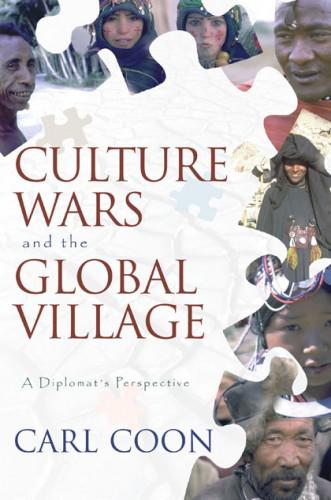 CULTURE
WARS
and the
GLOBAL
VILLAGE
A Diplomat's Perspective
CARL COON